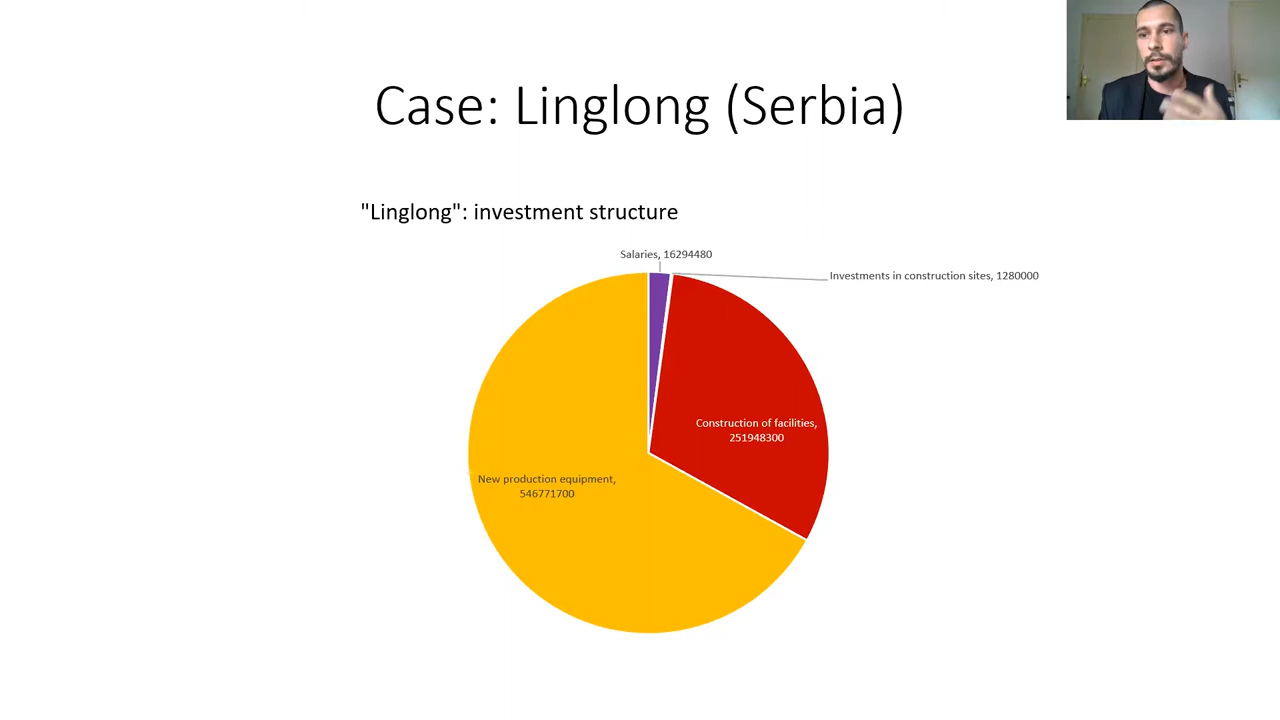 Case: Linglong (Serbia)
"Linglong": investment structure
Salaries, 16294480
Investments in construction sites, 1280000
Construction of facilities,
251948300
New production equipment,
546771700